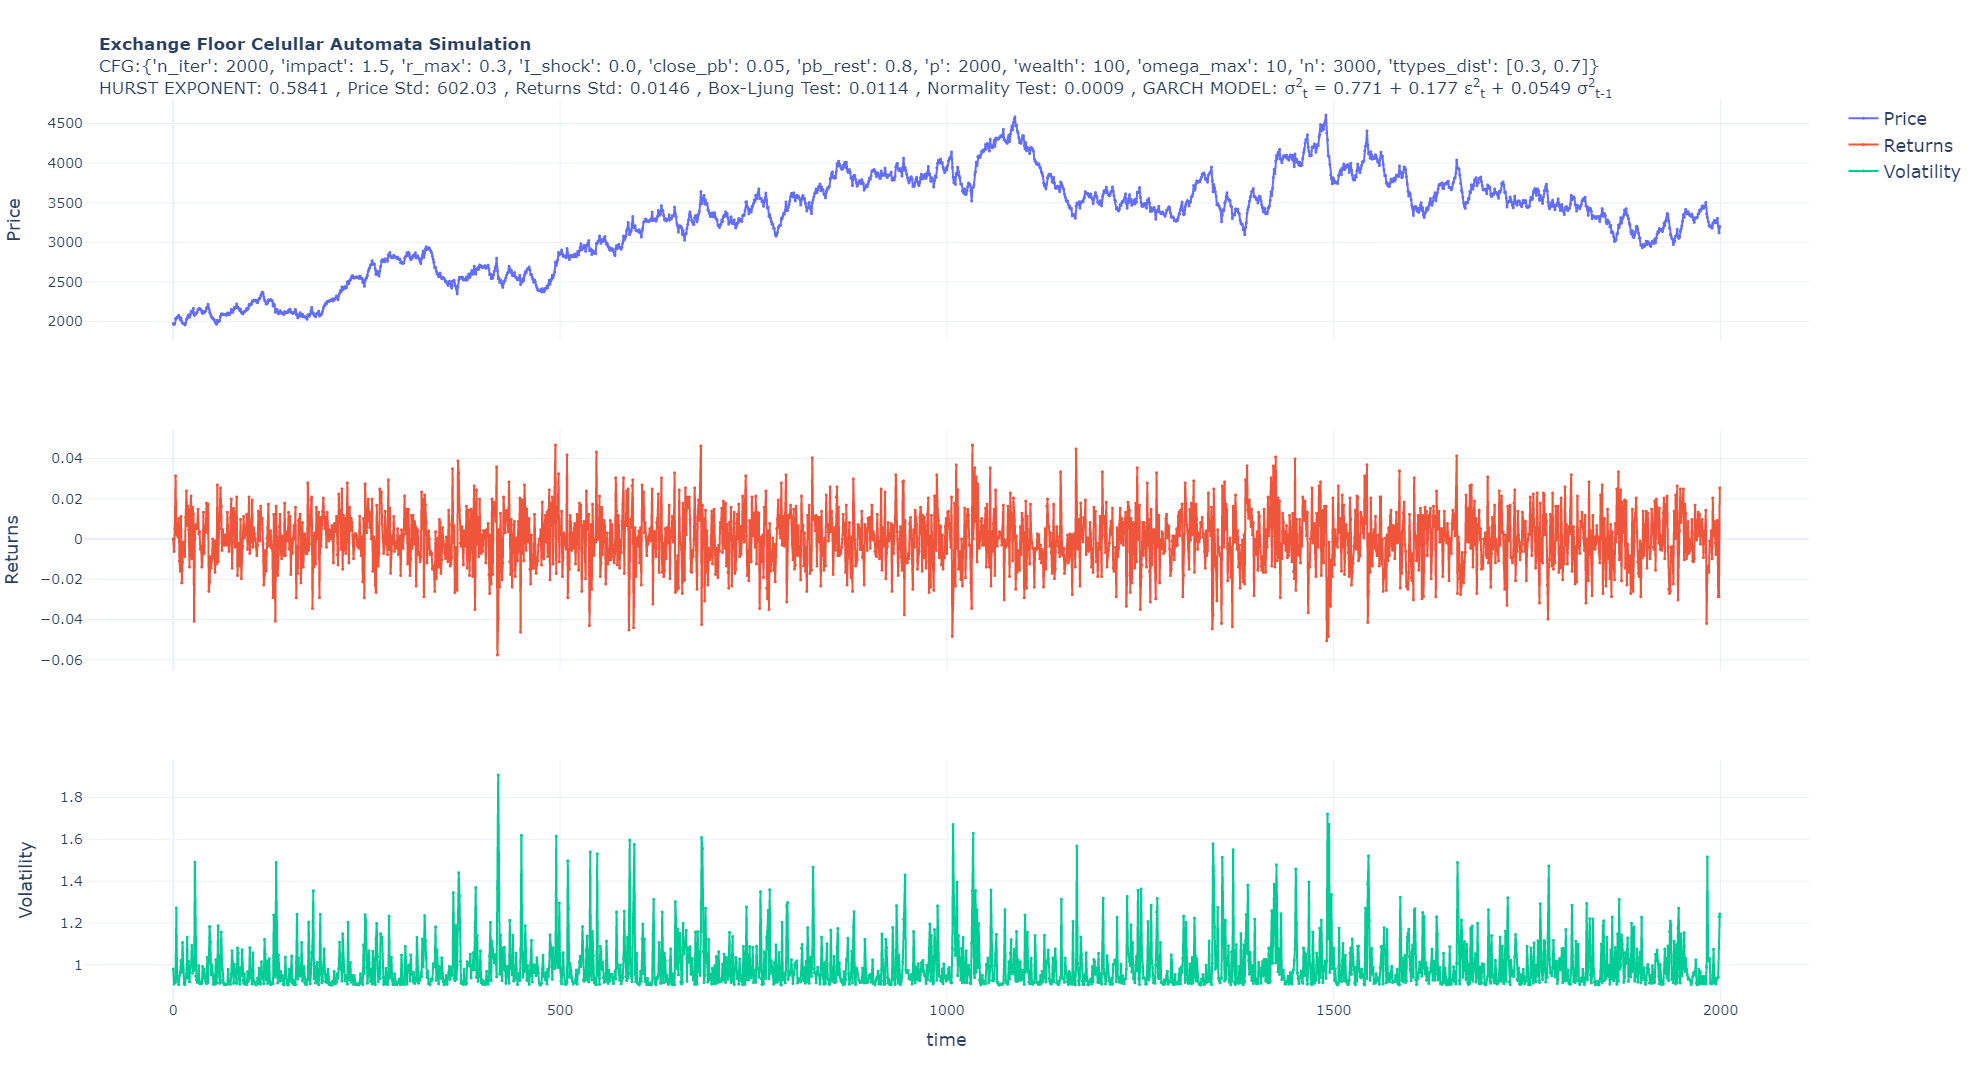 Exchange Floor Celullar Automata Simulation
CFG:{'n_iter': 2000, 'impact': 1.5, 'r_max': 0.3, 'I_shock': 0.0, 'close_pb': 0.05, 'pb_rest': 0.8, 'p': 2000, 'wealth': 100, 'omega_max': 10, 'n': 3000, 'ttypes_dist': [0.3, 0.7]}
HURST EXPONENT: 0.5841 , Price Std: 602.03 , Returns Std: 0.0146 , Box-Ljung Test: 0.0114 , Normality Test: 0.0009 , GARCH MODEL: σ²ₜ = 0.771 + 0.177 ε²ₜ + 0.0549 σ²ₜ₋₁
Price
Returns
Volatility
4500
4000
3500
3000
2500
2000
Price
0.04
0.02
0
−0.02
−0.04
−0.06
Returns
1.8
1.6
1.4
1.2
1
Volatility
0
500
1000
1500
2000
time